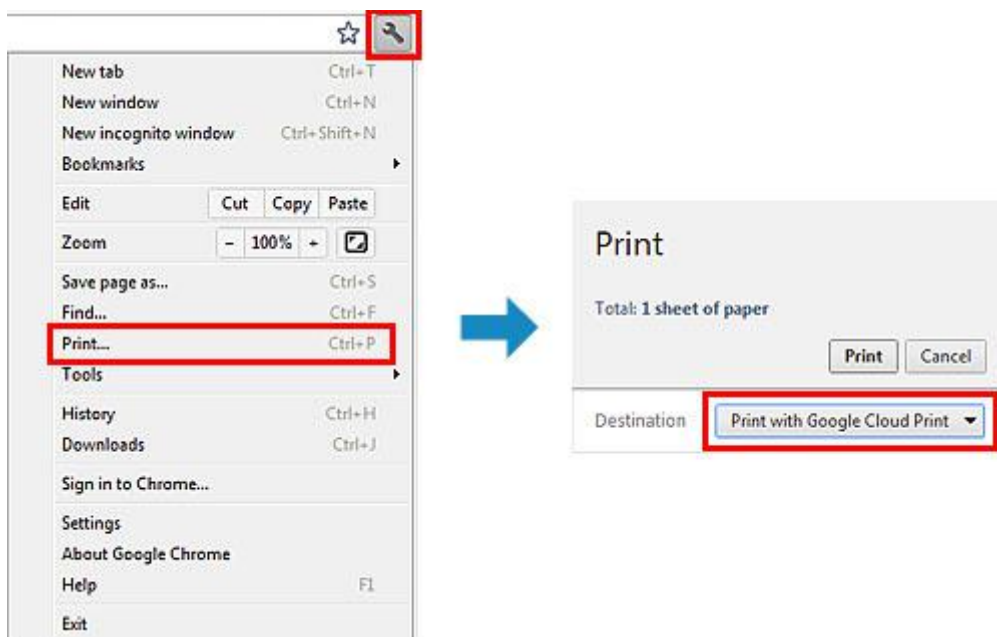 New tab Ctrl+T
New window Ctrl+N
New incognito window Ctrl+Shift+N
Bookmarks
Edit Cut Copy Paste
Zoom - 100% +
Save page as... Ctrl+S
Find... Ctrl+F
Print... Ctrl+P
Tools
History Ctrl+H
Downloads Ctrl+J
Sign in to Chrome...
Settings
About Google Chrome
Help F1
Exit
Print
Total: 1 sheet of paper
Print Cancel
Destination Print with Google Cloud Print